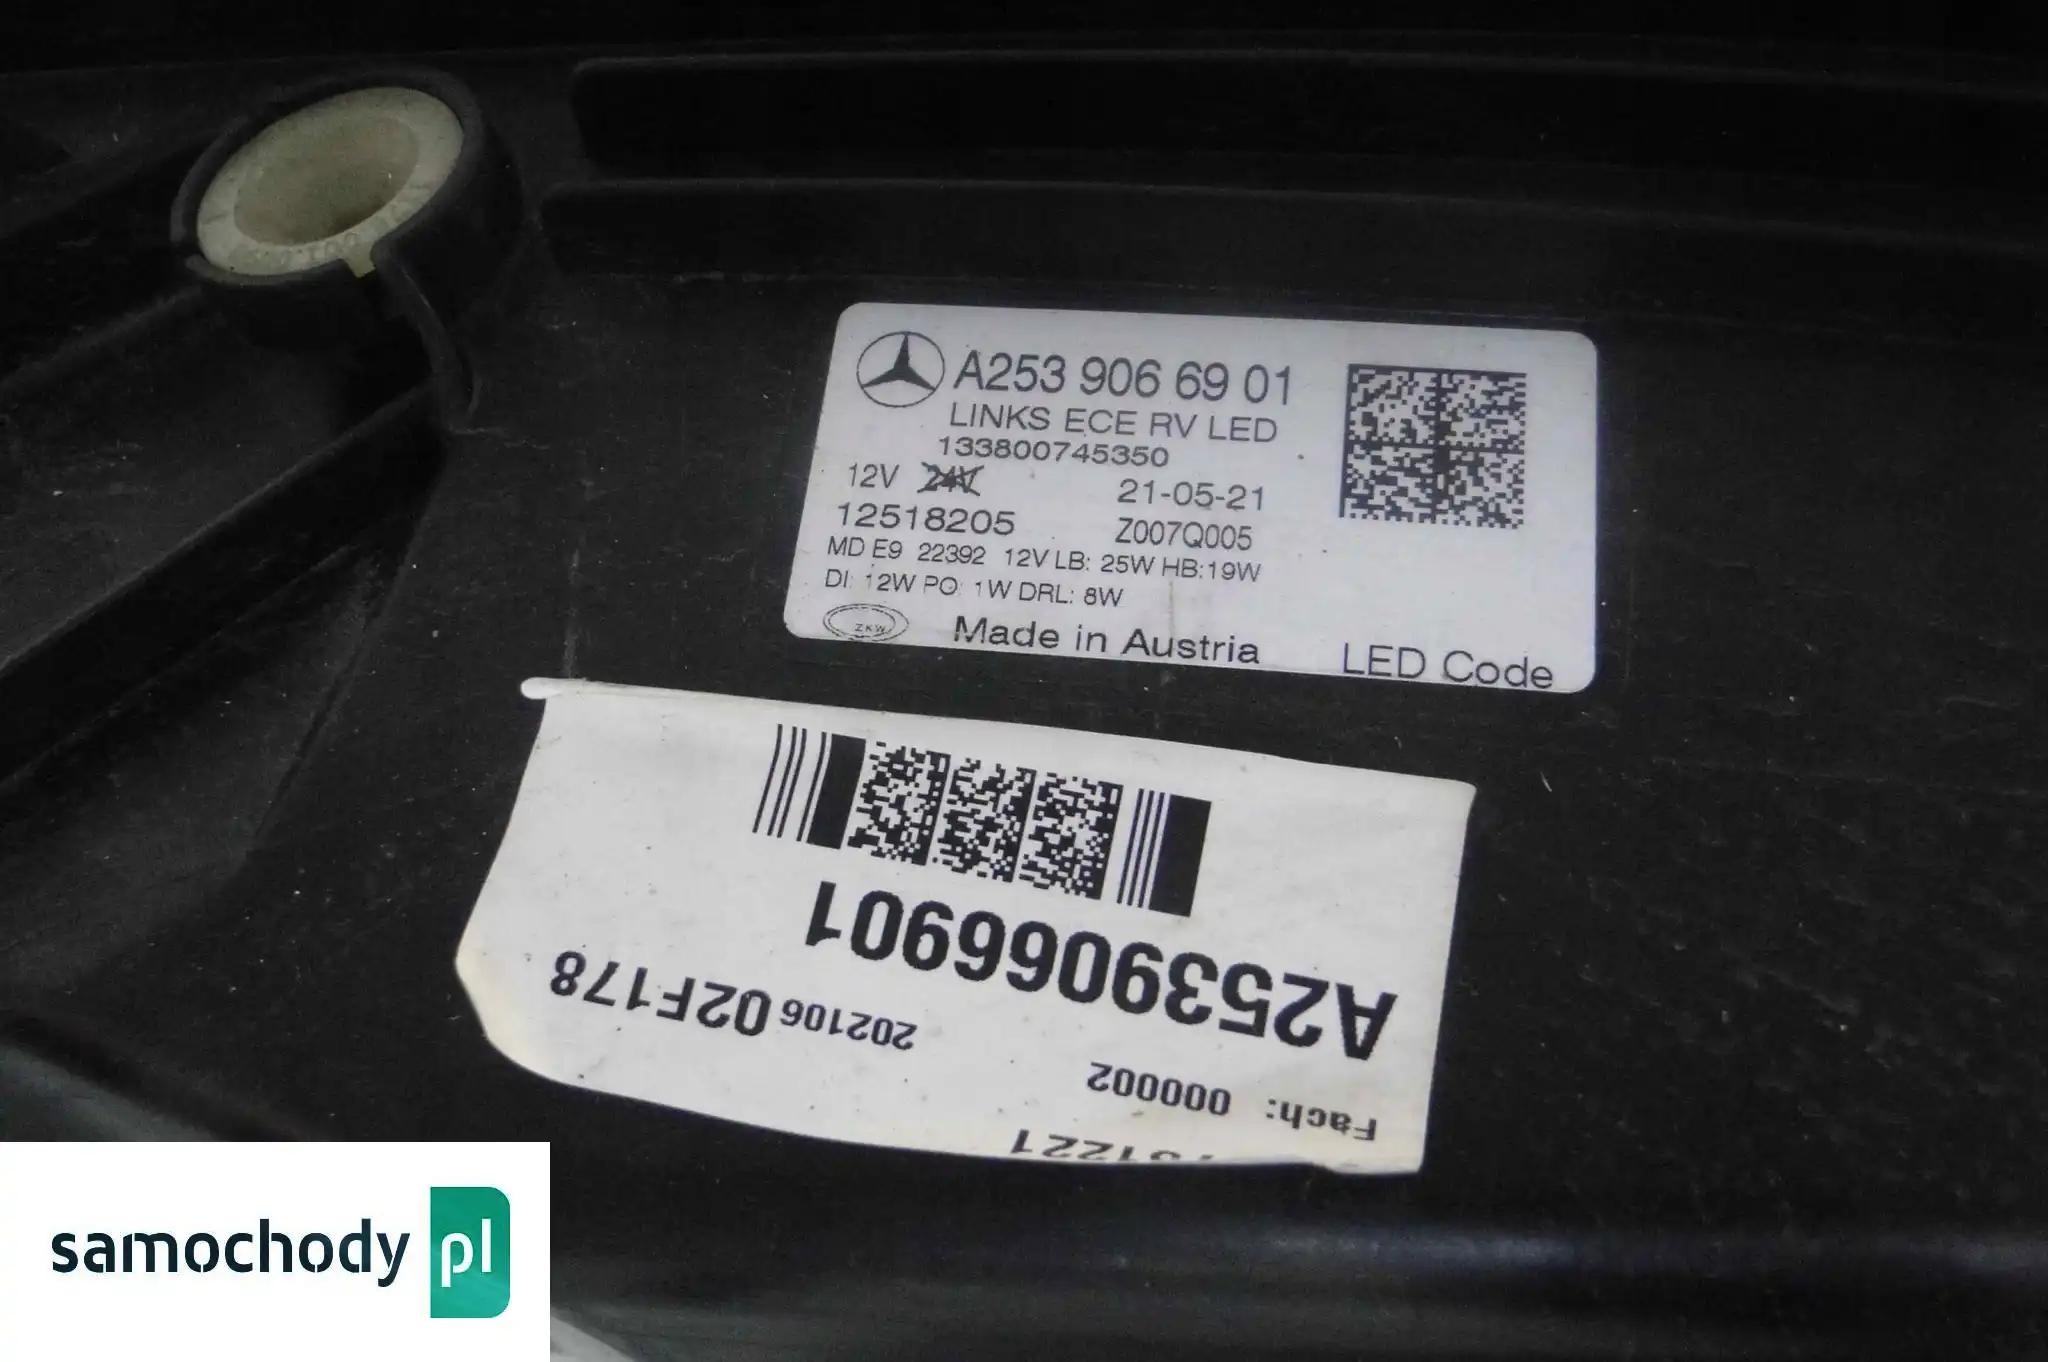 A253 906 69 01
LINKS ECE RV LED
133800745350
12V 24V 21-05-21
12518205 Z007Q005
MD E9 22392 12V LB: 25W HB:19W
DI: 12W PO: 1W DRL: 8W
ZKW Made in Austria LED Code
A2539066901
202106 02F178
Fach: 000002
31221
samochody pl